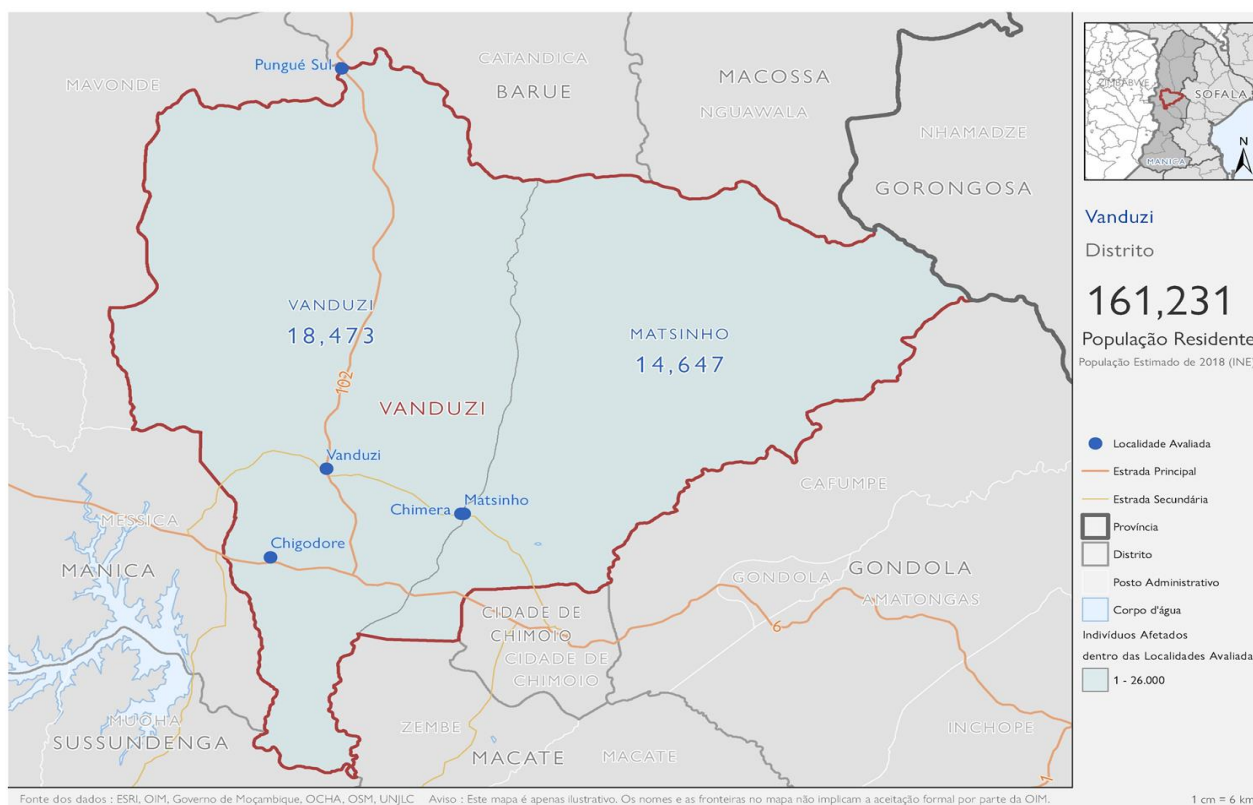 Pungué Sul
MAVONDE
CATANDICA
BARUE
MACOSSA
NGUAWALA
NHAMADZE
GORONGOSA
VANDUZI
18,473
MATSINHO
14,647
102
VANDUZI
Vanduzi
Matsinho
Chimera
Chigodore
MESSICA
MANICA
CAFUMPE
GONDOLA
GONDOLA
AMATONGAS
6
CIDADE DE
CHIMOIO
CIDADE DE
CHIMOIO
MUOHA
SUSSUNDENGA
ZEMBE
MACATE
MACATE
INCHOPE
1
ZIMBABWE
SOFALA
MANICA
N
Vanduzi
Distrito
161,231
População Residente
População Estimado de 2018 (INE)
Localidade Avaliada
Estrada Principal
Estrada Secundária
Província
Distrito
Posto Administrativo
Corpo d'água
Indivíduos Afetados
dentro das Localidades Avaliada
1 - 26.000
Fonte dos dados : ESRI, OIM, Governo de Moçambique, OCHA, OSM, UNJLC Aviso : Este mapa é apenas ilustrativo. Os nomes e as fronteiras no mapa não implicam a aceitação formal por parte da OIM.
1 cm = 6 km